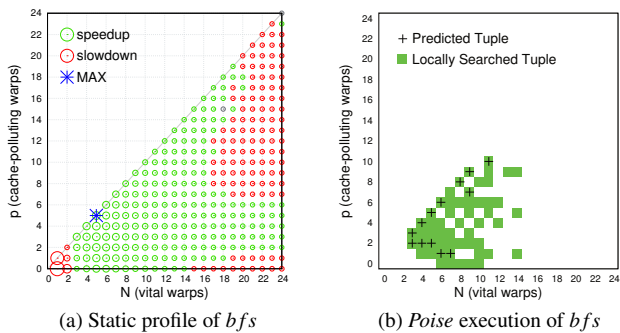 24
22
20
18
16
14
12
10
8
6
4
2
0
p (cache-polluting warps)
speedup
slowdown
MAX
0 2 4 6 8 10 12 14 16 18 20 22 24
N (vital warps)
(a) Static profile of bfs
24
22
20
18
16
14
12
10
8
6
4
2
0
p (cache-polluting warps)
Predicted Tuple
Locally Searched Tuple
0 2 4 6 8 10 12 14 16 18 20 22 24
N (vital warps)
(b) Poise execution of bfs